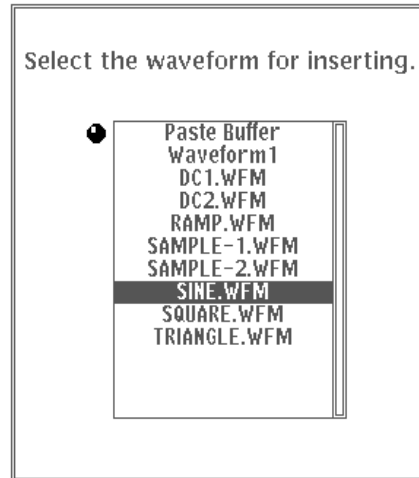 Select the waveform for inserting.
Paste Buffer
Waveform1
DC1.WFM
DC2.WFM
RAMP.WFM
SAMPLE-1.WFM
SAMPLE-2.WFM
SINE.WFM
SQUARE.WFM
TRIANGLE.WFM